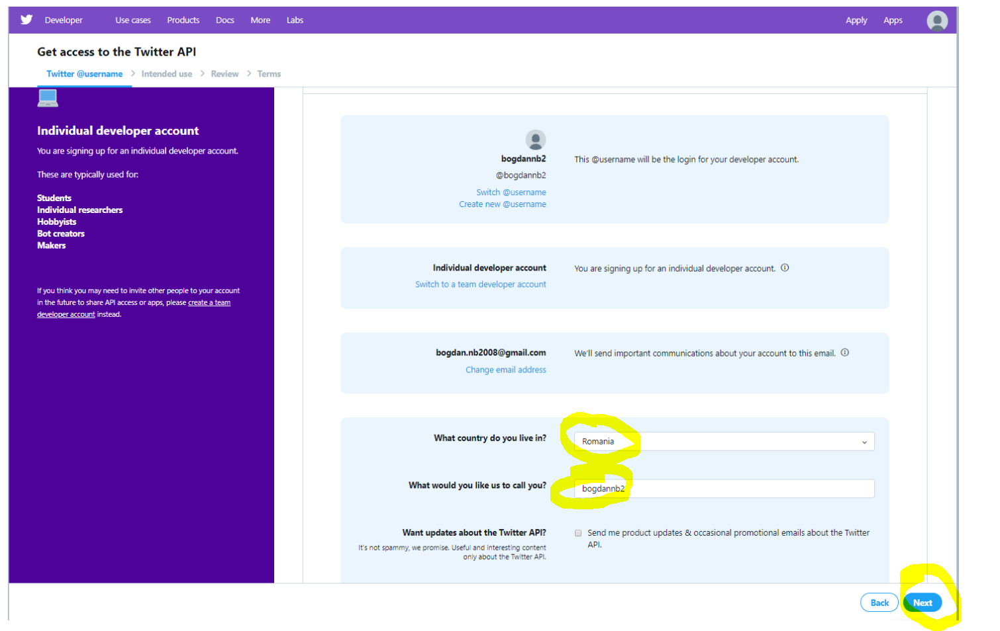 Developer Use cases Products Docs More Labs Apply Apps
Get access to the Twitter API
Twitter @username > Intended use > Review > Terms
Individual developer account
You are signing up for an individual developer account.
These are typically used for:
Students
Individual researchers
Hobbyists
Bot creators
Makers
If you think you may need to invite other people to your account
in the future to share API access or apps, please create a team
developer account instead.
bogdannb2
This @username will be the login for your developer account.
@bogdannb2
Switch @username
Create new @username
Individual developer account
You are signing up for an individual developer account.
Switch to a team developer account
bogdan.nb2008@gmail.com
We'll send important communications about your account to this email.
Change email address
What country do you live in?
Romania
What would you like us to call you?
bogdannb2
Want updates about the Twitter API?
It's not spammy, we promise. Useful and interesting content
only about the Twitter API.
Send me product updates & occasional promotional emails about the Twitter
API.
Back Next